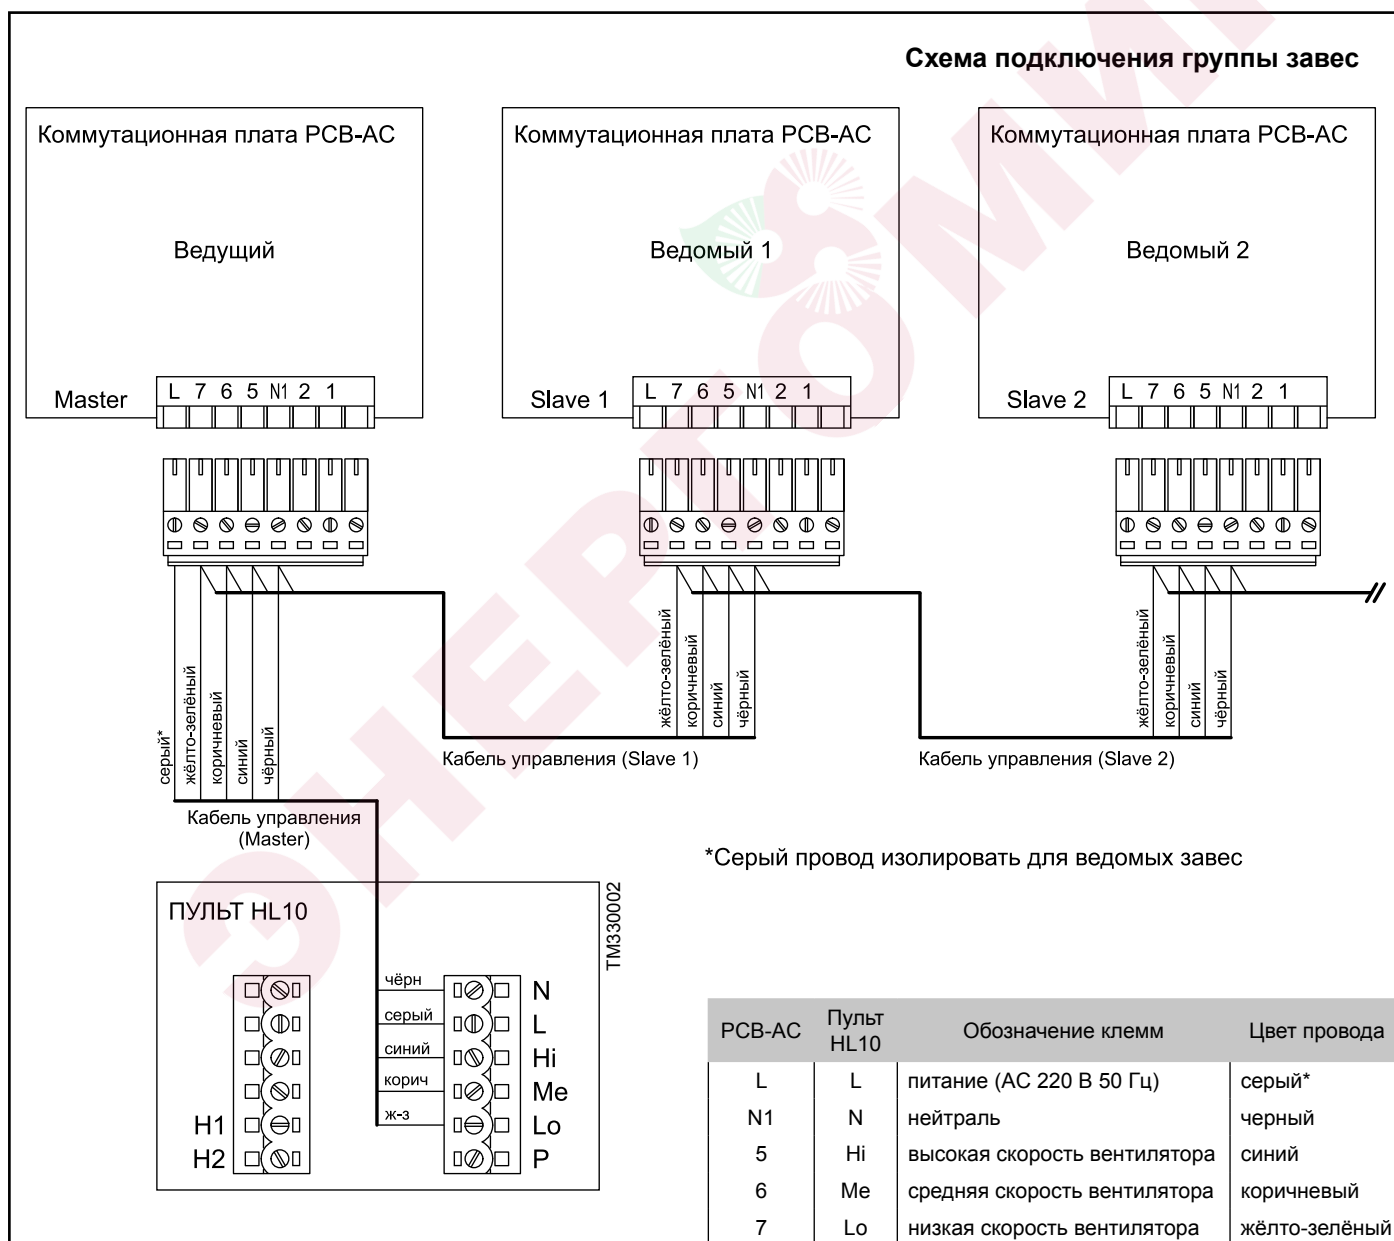 Схема подключения группы завес
Коммутационная плата PCB-AC
Ведущий
Master
L 7 6 5 N1 2 1
Коммутационная плата PCB-AC
Ведомый 1
Slave 1
L 7 6 5 N1 2 1
Коммутационная плата PCB-AC
Ведомый 2
Slave 2
L 7 6 5 N1 2 1
серый*
жёлто-зелёный
коричневый
синий
чёрный
жёлто-зелёный
коричневый
синий
чёрный
жёлто-зелёный
коричневый
синий
чёрный
Кабель управления (Slave 1)
Кабель управления (Slave 2)
Кабель управления
(Master)
*Серый провод изолировать для ведомых завес
ПУЛЬТ HL10
TM330002
H1
H2
чёрн
серый
синий
корич
ж-з
N
L
Hi
Me
Lo
P
PCB-AC Пульт HL10 Обозначение клемм Цвет провода
L L питание (AC 220 В 50 Гц) серый*
N1 N нейтраль черный
5 Hi высокая скорость вентилятора синий
6 Me средняя скорость вентилятора коричневый
7 Lo низкая скорость вентилятора жёлто-зелёный
ЭНЕРГОМИ